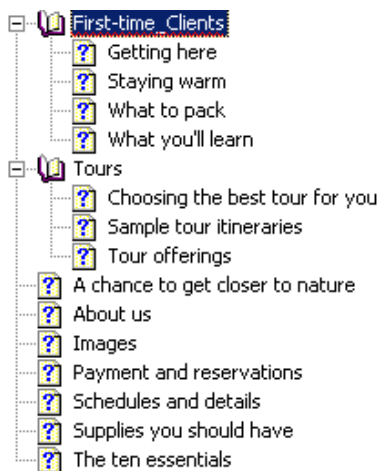 First-time_Clients
Getting here
Staying warm
What to pack
What you'll learn
Tours
Choosing the best tour for you
Sample tour itineraries
Tour offerings
A chance to get closer to nature
About us
Images
Payment and reservations
Schedules and details
Supplies you should have
The ten essentials